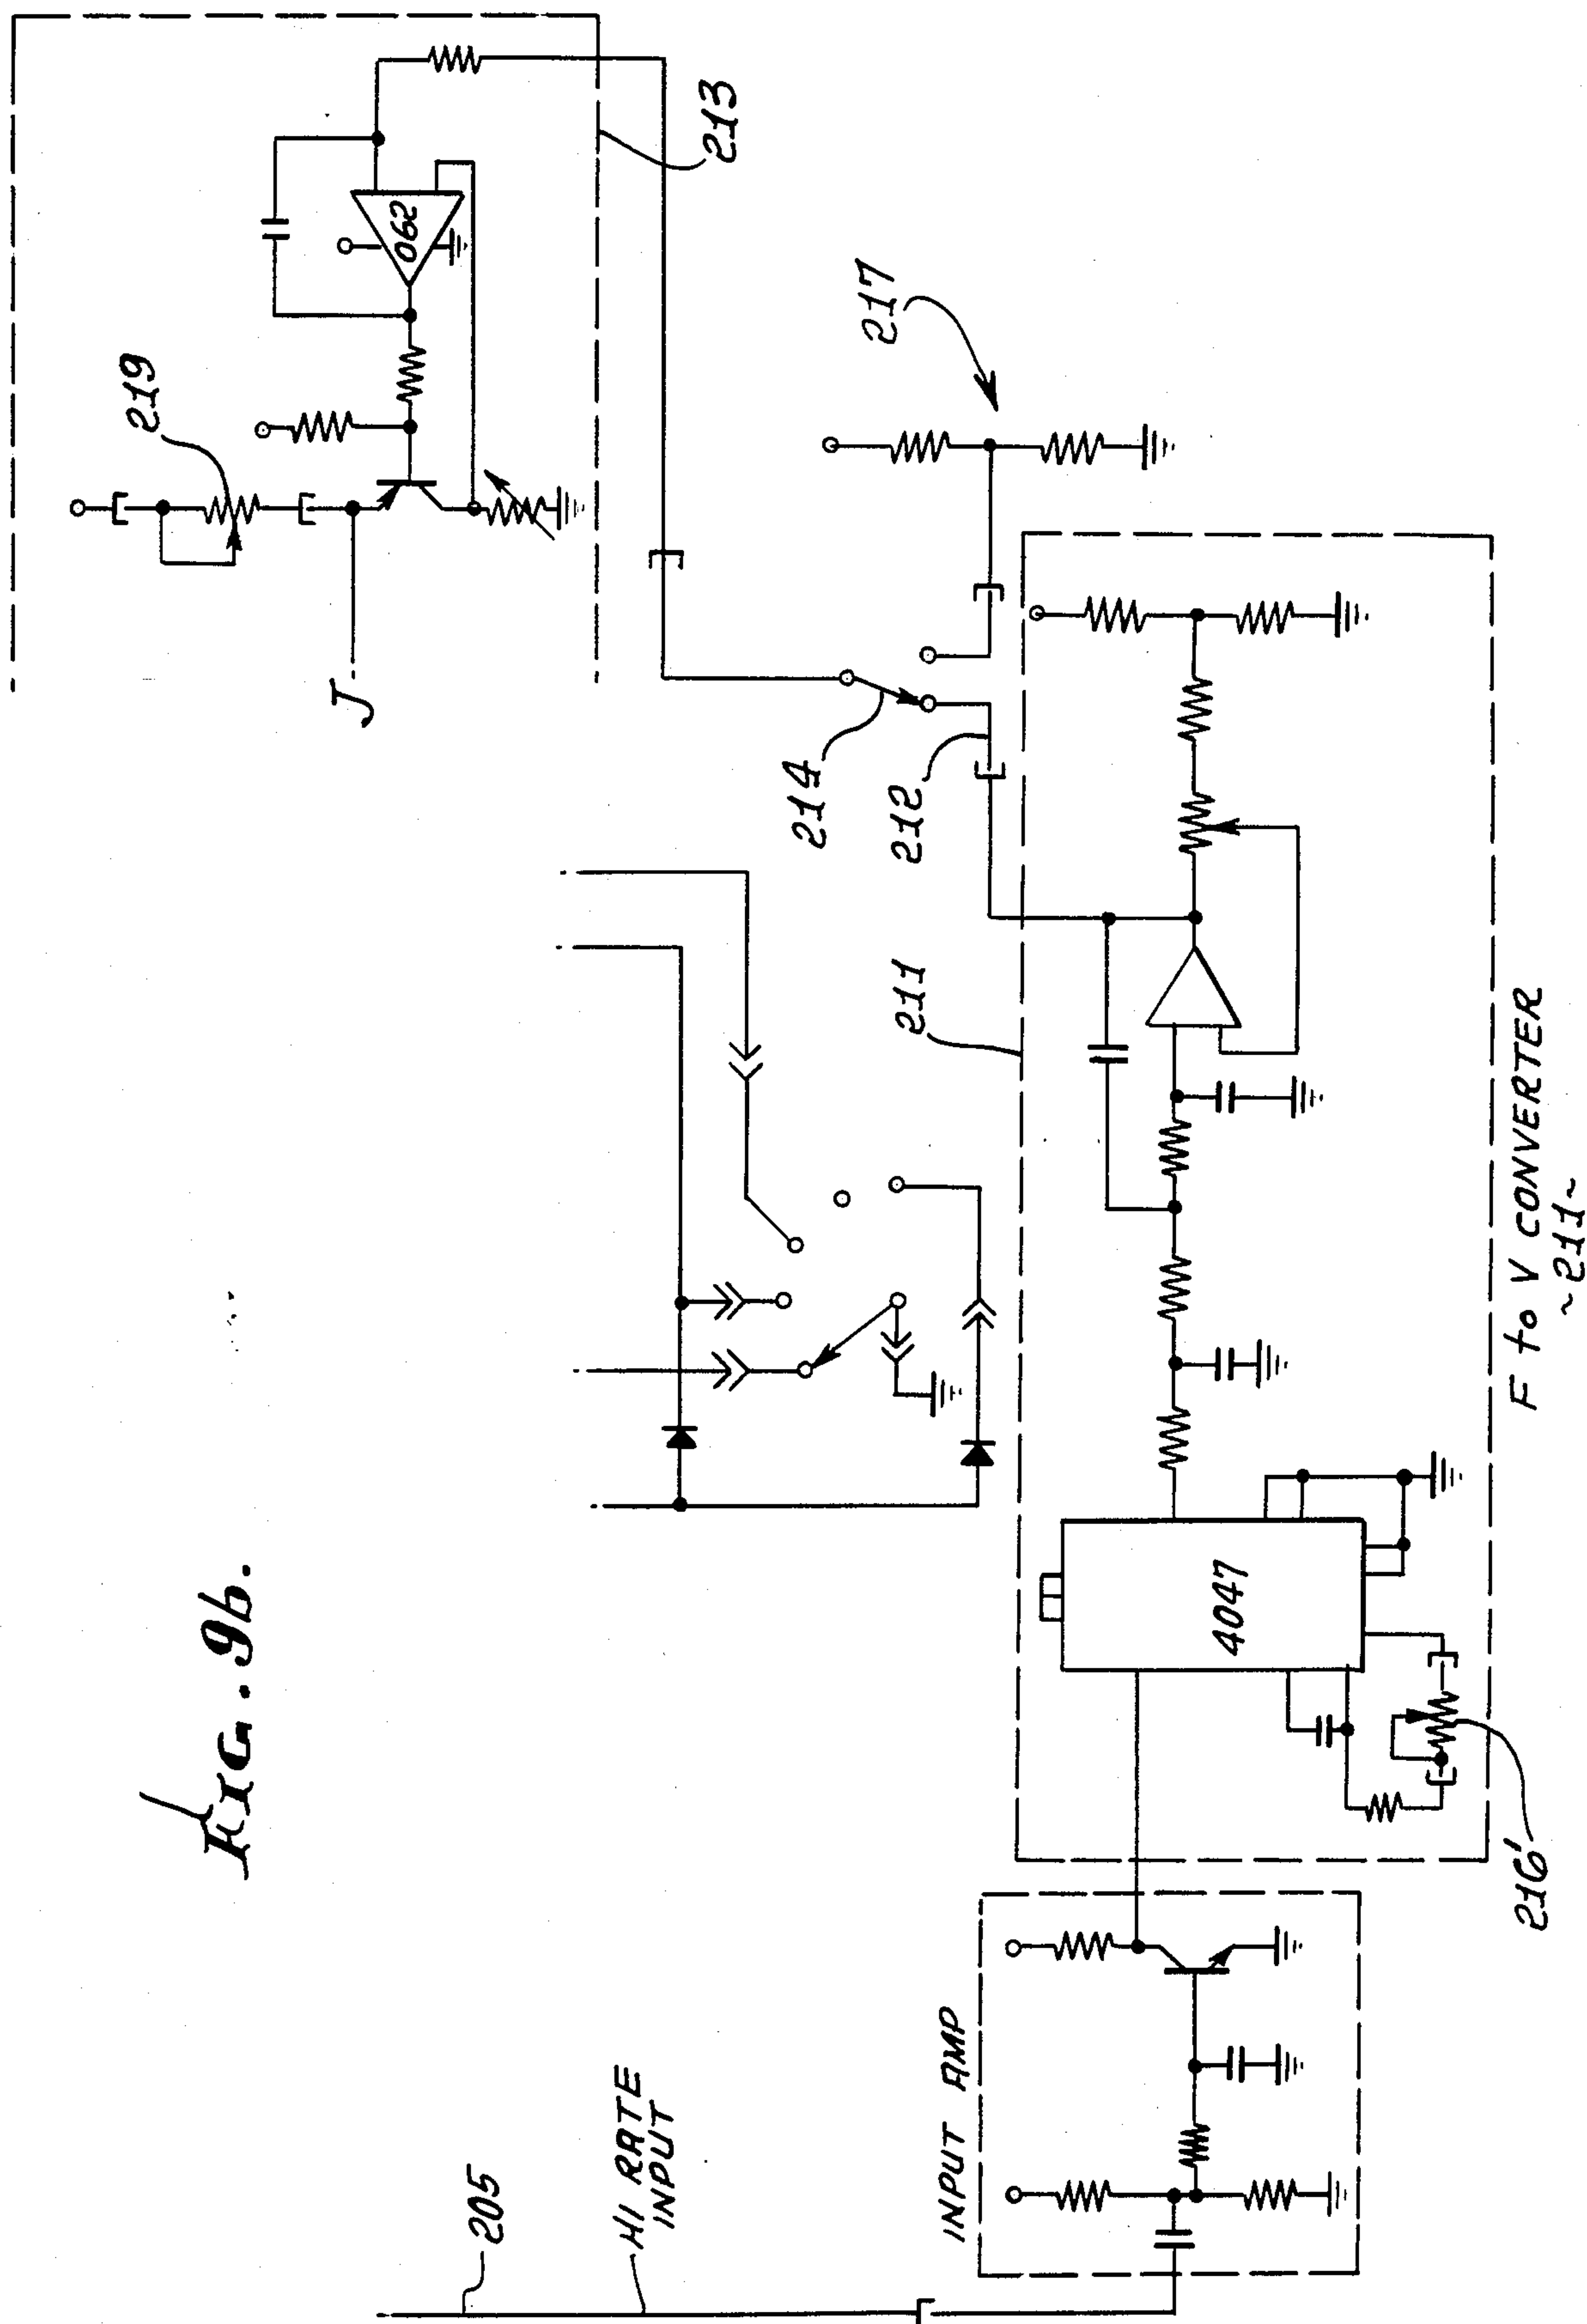 FIG. 9b.
205
HI RATE
INPUT
INPUT AMP
216'
4047
F to V CONVERTER
~211~
211
212
214
217
213
219
062
J